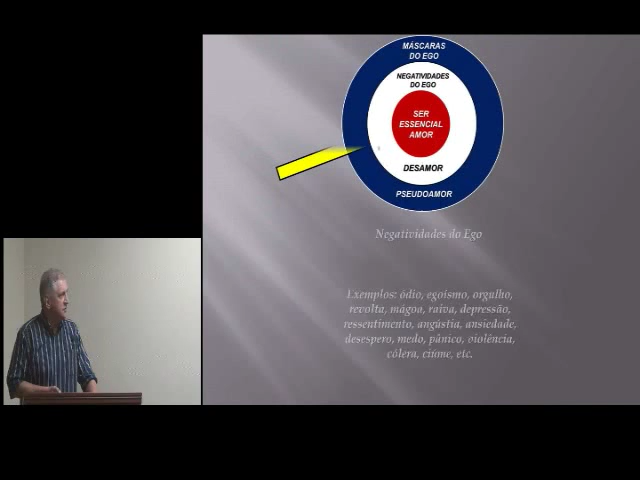 MÁSCARAS
DO EGO
NEGATIVIDADES
DO EGO
SER
ESSENCIAL
AMOR
DESAMOR
PSEUDOAMOR
Negatividades do Ego
Exemplos: ódio, egoísmo, orgulho,
revolta, mágoa, raiva, depressão,
ressentimento, angústia, ansiedade,
desespero, medo, pânico, violência,
cólera, ciúme, etc.